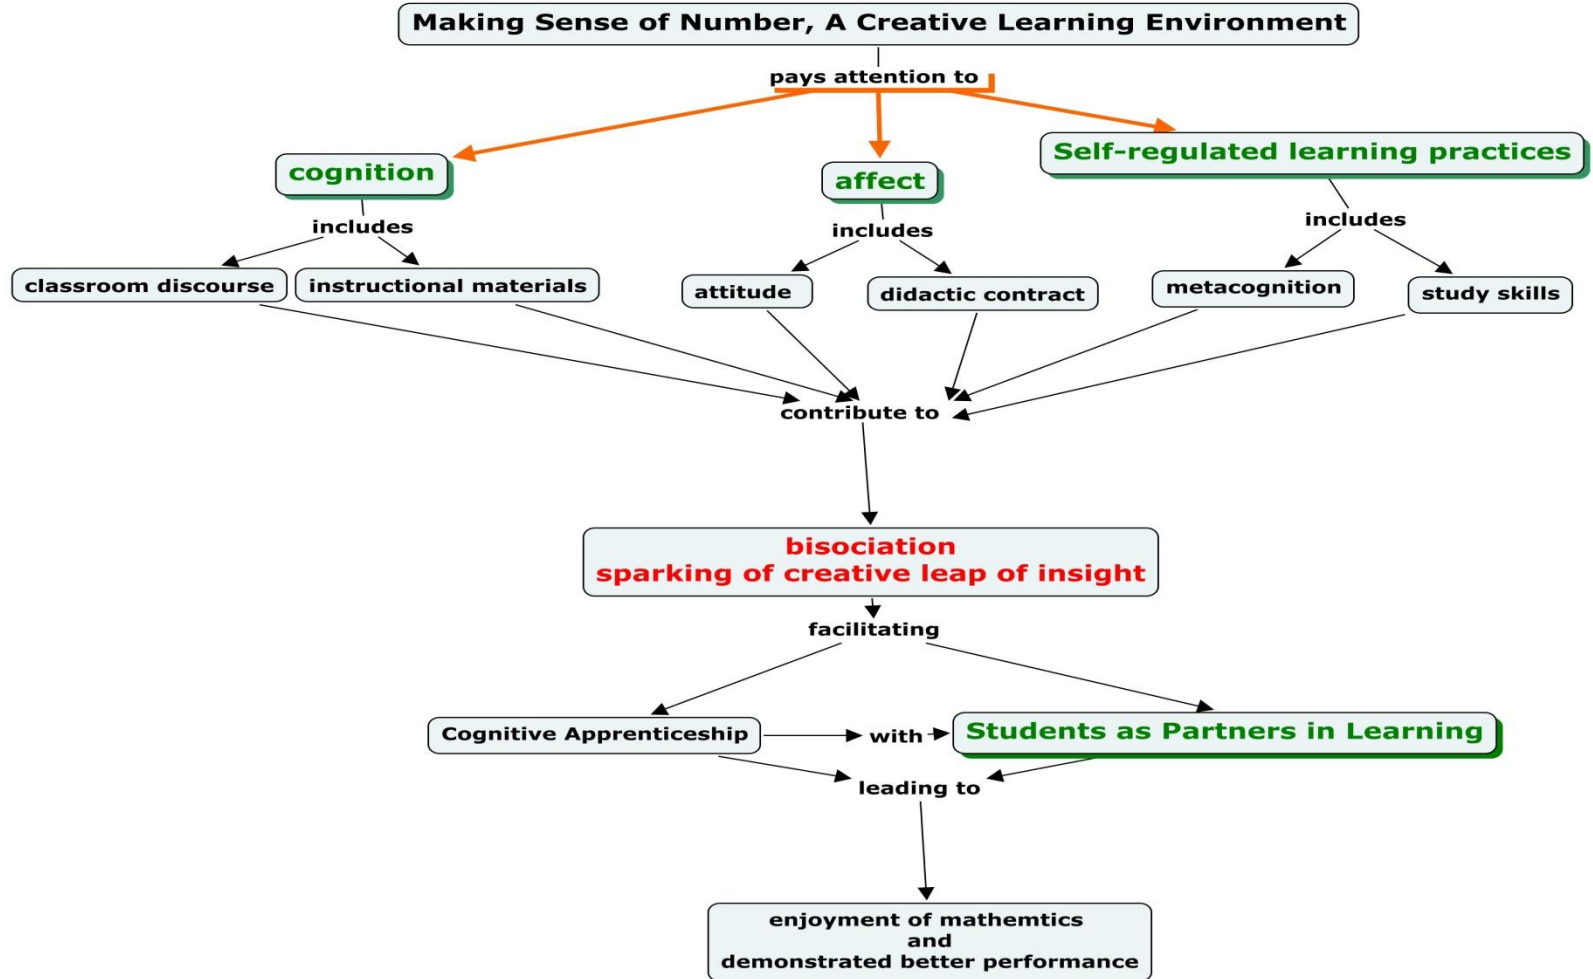 Making Sense of Number, A Creative Learning Environment
pays attention to
cognition
affect
Self-regulated learning practices
includes
includes
includes
classroom discourse
instructional materials
attitude
didactic contract
metacognition
study skills
contribute to
bisociation
sparking of creative leap of insight
facilitating
Cognitive Apprenticeship
with
Students as Partners in Learning
leading to
enjoyment of mathemtics
and
demonstrated better performance